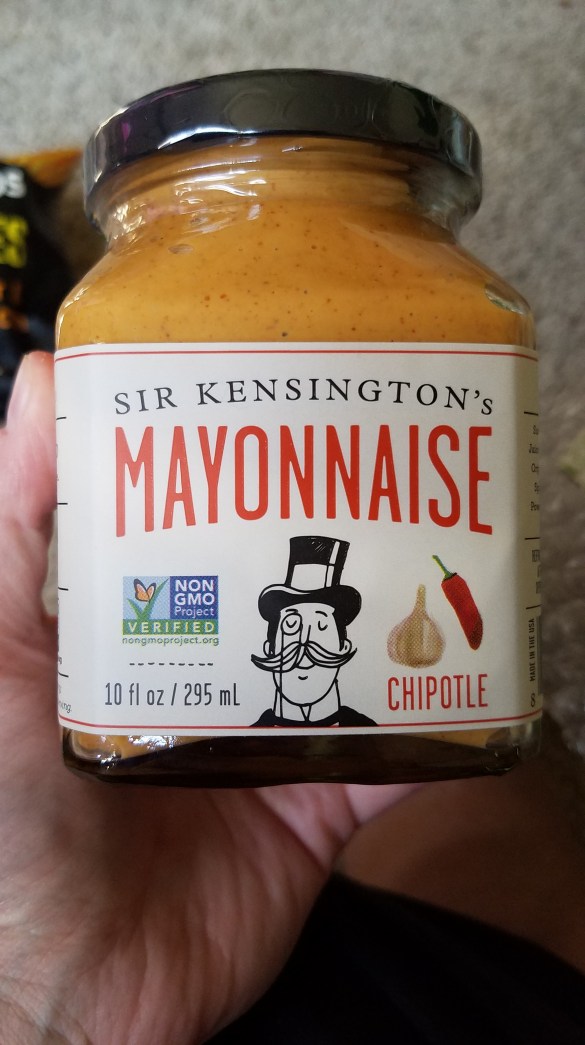 SIR KENSINGTON'S
MAYONNAISE
NON
GMO
Project
VERIFIED
nongmoproject.org
10 fl oz / 295 mL
CHIPOTLE
MADE IN THE USA